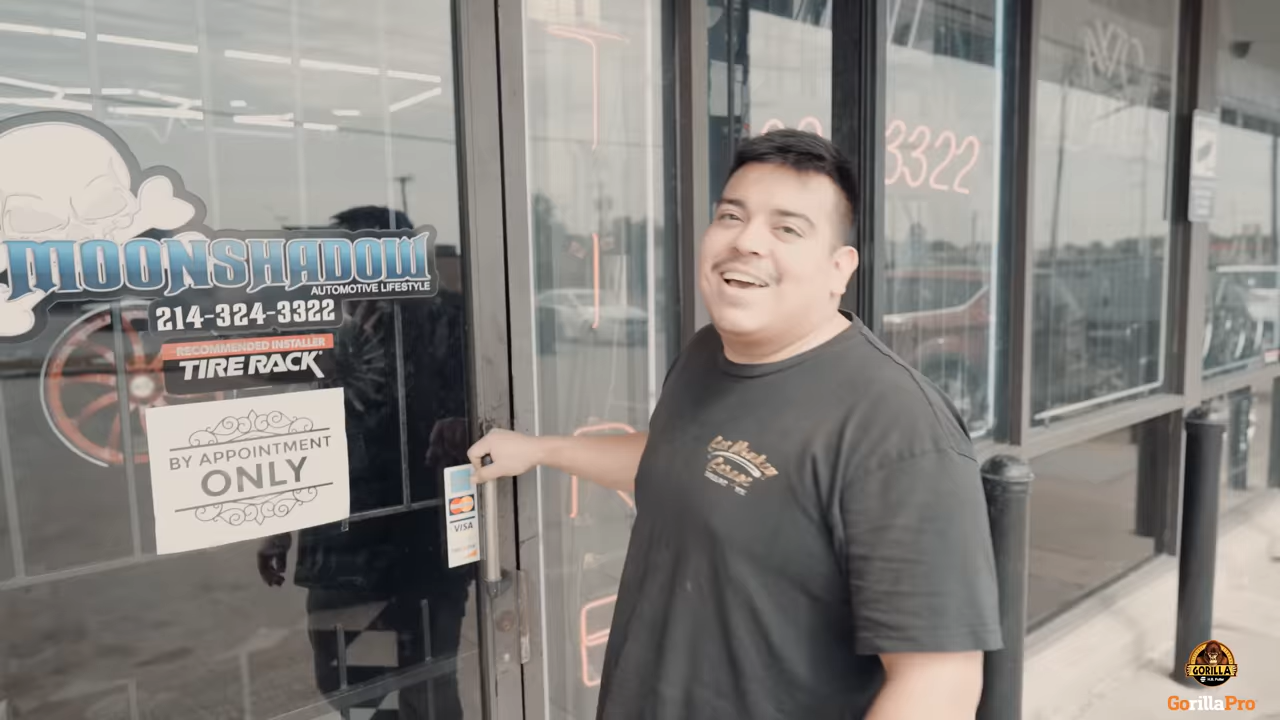 MOONSHADOW
AUTOMOTIVE LIFESTYLE
214-324-3322
RECOMMENDED INSTALLER
TIRE RACK
BY APPOINTMENT
ONLY
VISA
3322
GORILLA
GorillaPro